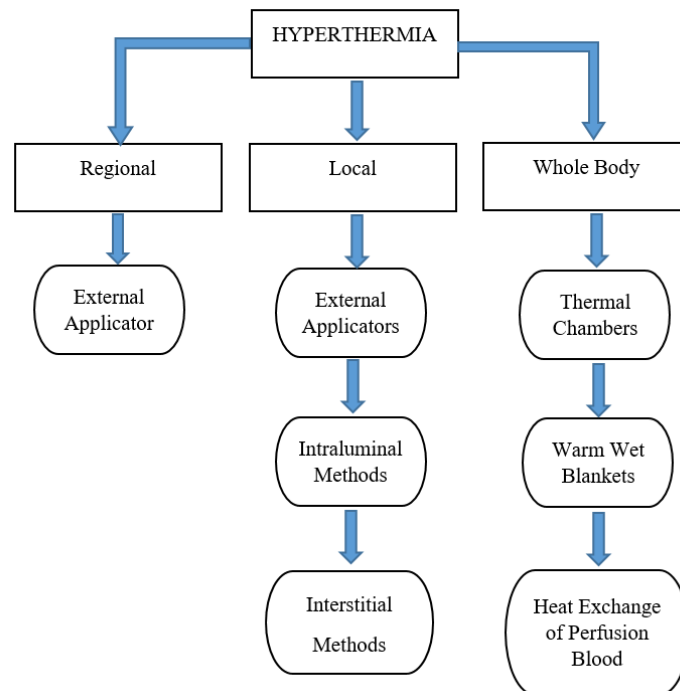 HYPERTHERMIA
Regional
Local
Whole Body
External
Applicator
External
Applicators
Thermal
Chambers
Intraluminal
Methods
Warm Wet
Blankets
Interstitial
Methods
Heat Exchange
of Perfusion
Blood